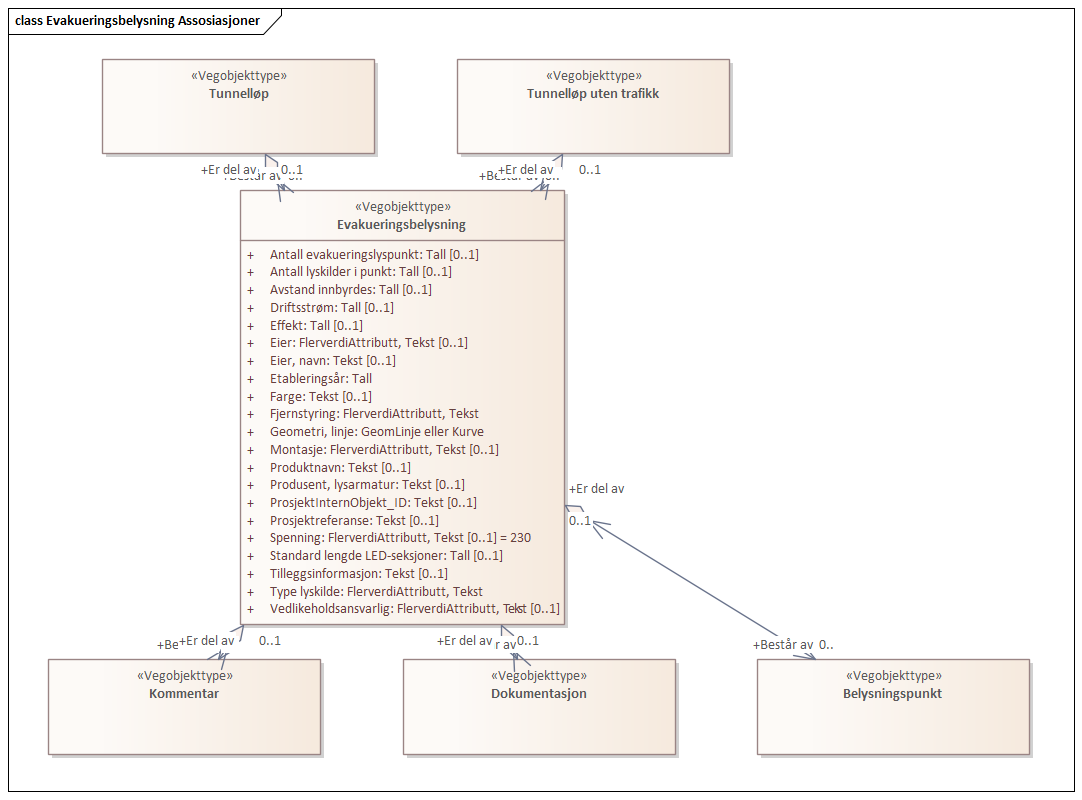 class Evakueringsbelysning Assosiasjoner
«Vegobjekttype»
Tunnelløp
«Vegobjekttype»
Tunnelløp uten trafikk
+Er del av
0..1
+Er del av
0..1
«Vegobjekttype»
Evakueringsbelysning
+ Antall evakueringslyspunkt: Tall [0..1]
+ Antall lyskilder i punkt: Tall [0..1]
+ Avstand innbyrdes: Tall [0..1]
+ Driftsstrøm: Tall [0..1]
+ Effekt: Tall [0..1]
+ Eier: FlerverdiAttributt, Tekst [0..1]
+ Eier, navn: Tekst [0..1]
+ Etableringsår: Tall
+ Farge: Tekst [0..1]
+ Fjernstyring: FlerverdiAttributt, Tekst
+ Geometri, linje: GeomLinje eller Kurve
+ Montasje: FlerverdiAttributt, Tekst [0..1]
+ Produktnavn: Tekst [0..1]
+ Produsent, lysarmatur: Tekst [0..1]
+ ProsjektInternObjekt_ID: Tekst [0..1]
+ Prosjektreferanse: Tekst [0..1]
+ Spenning: FlerverdiAttributt, Tekst [0..1] = 230
+ Standard lengde LED-seksjoner: Tall [0..1]
+ Tilleggsinformasjon: Tekst [0..1]
+ Type lyskilde: FlerverdiAttributt, Tekst
+ Vedlikeholdsansvarlig: FlerverdiAttributt, Tekst [0..1]
+Er del av
0..1
+Er del av
0..1
+Er del av
0..1
+Består av 0..
«Vegobjekttype»
Kommentar
«Vegobjekttype»
Dokumentasjon
«Vegobjekttype»
Belysningspunkt